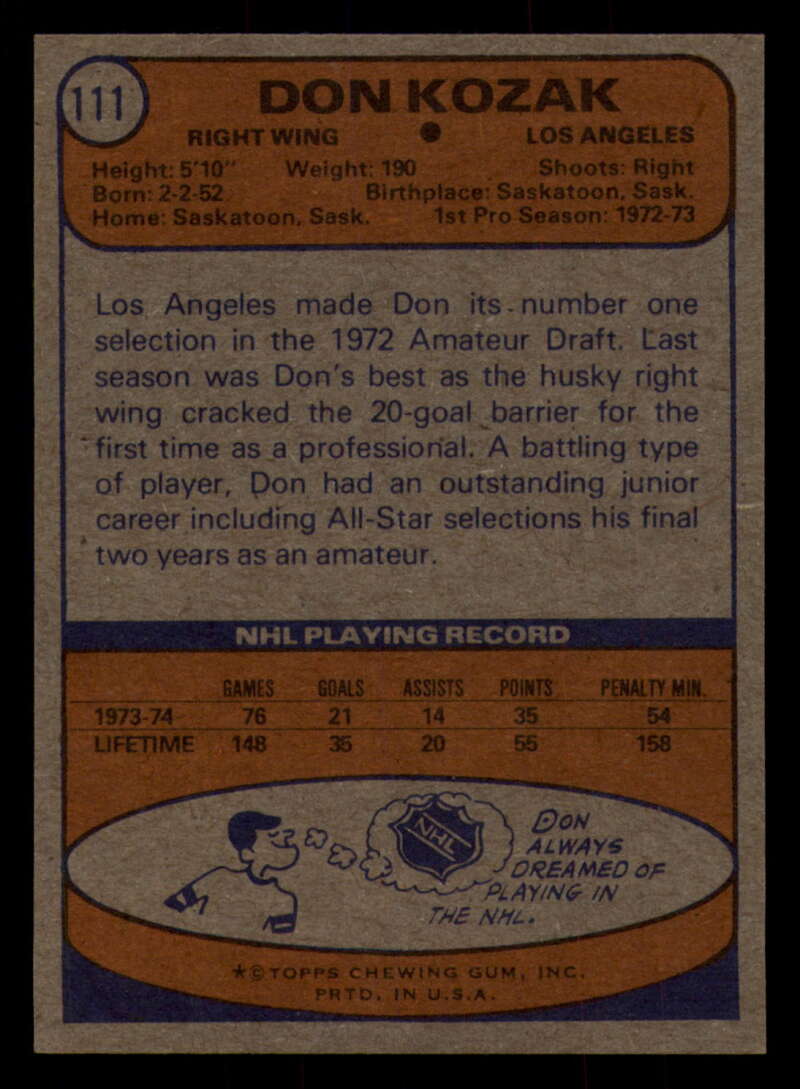 111
DON KOZAK
RIGHT WING ● LOS ANGELES
Height: 5'10" Weight: 190 Shoots: Right
Born: 2-2-52 Birthplace: Saskatoon, Sask.
Home: Saskatoon, Sask. 1st Pro Season: 1972-73
Los Angeles made Don its number one
selection in the 1972 Amateur Draft. Last
season was Don's best as the husky right
wing cracked the 20-goal barrier for the
first time as a professional. A battling type
of player, Don had an outstanding junior
career including All-Star selections his final
two years as an amateur.
NHL PLAYING RECORD
GAMES GOALS ASSISTS POINTS PENALTY MIN.
1973-74 76 21 14 35 54
LIFETIME 148 35 20 55 158
NHL
DON
ALWAYS
DREAMED OF
PLAYING IN
THE NHL.
*© TOPPS CHEWING GUM, INC.
PRTD. IN U.S.A.